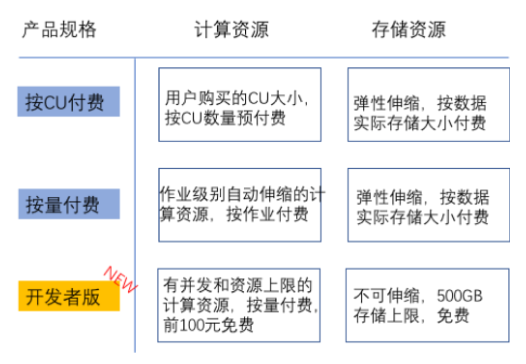 产品规格 计算资源 存储资源
按CU付费
用户购买的CU大小，
按CU数量预付费
弹性伸缩，按数据
实际存储大小付费
按量付费
作业级别自动伸缩的计
算资源，按作业付费
弹性伸缩，按数据
实际存储大小付费
NEW
开发者版
有并发和资源上限的
计算资源，按量付费，
前100元免费
不可伸缩，500GB
存储上限，免费